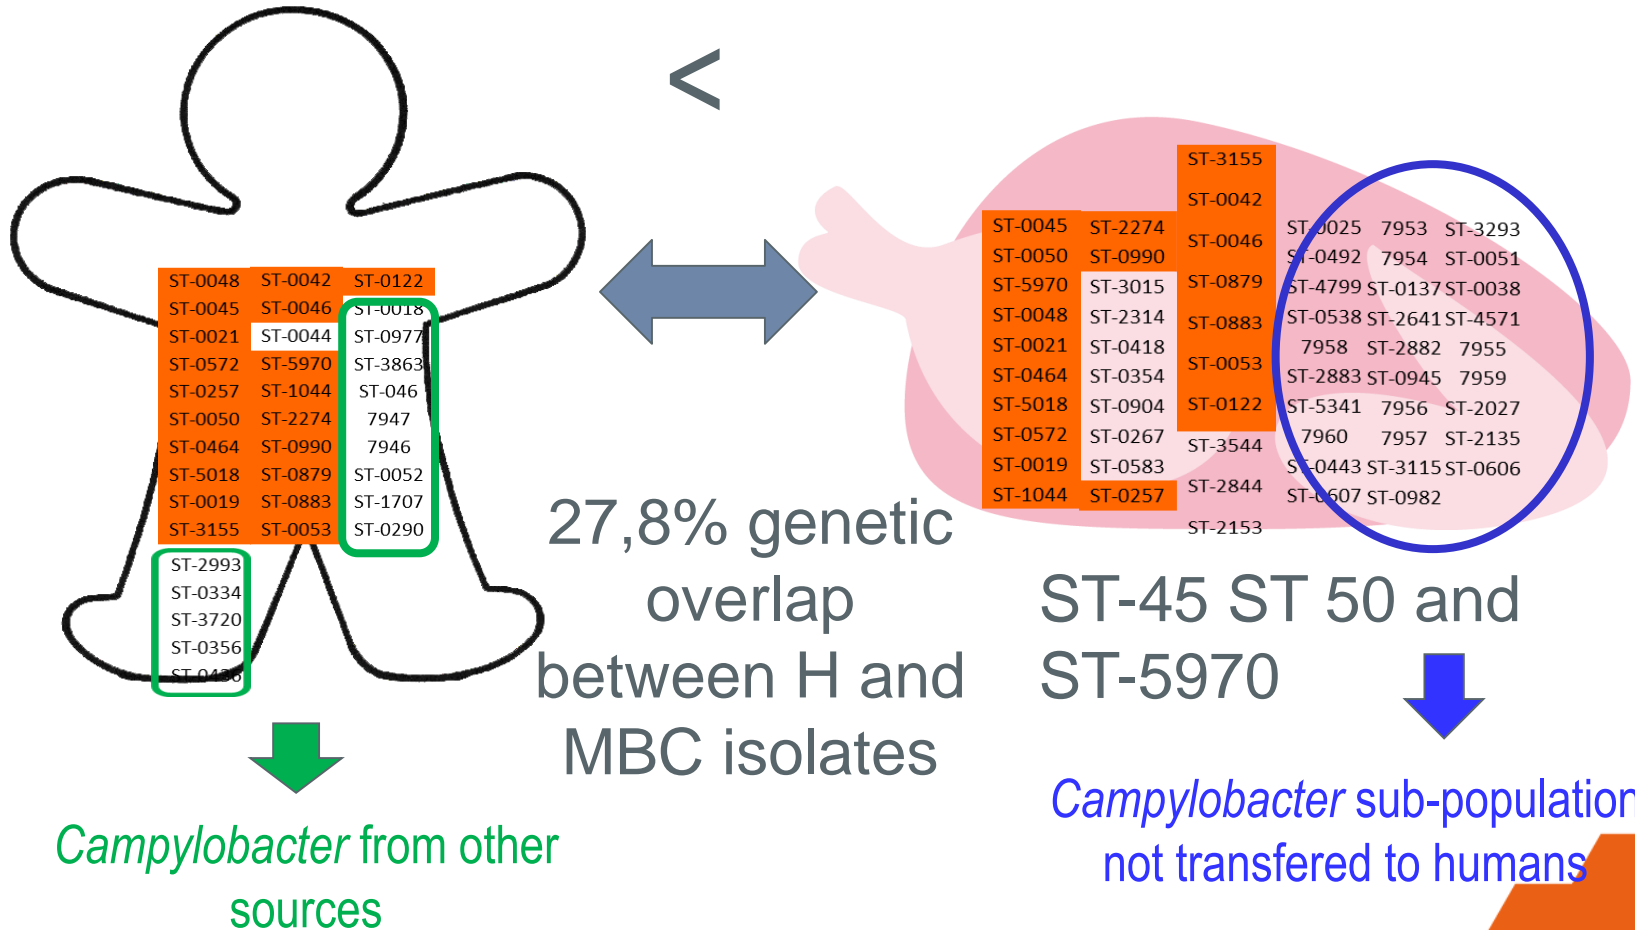 <
ST-0048 ST-0042 ST-0122
ST-0045 ST-0046 ST-0018
ST-0021 ST-0044 ST-0977
ST-0572 ST-5970 ST-3863
ST-0257 ST-1044 ST-046
ST-0050 ST-2274 7947
ST-0464 ST-0990 7946
ST-5018 ST-0879 ST-0052
ST-0019 ST-0883 ST-1707
ST-3155 ST-0053 ST-0290
ST-2993
ST-0334
ST-3720
ST-0356
ST-0436
Campylobacter from other
sources
27,8% genetic
overlap
between H and
MBC isolates
ST-0045
ST-0050
ST-5970
ST-0048
ST-0021
ST-0464
ST-5018
ST-0572
ST-0019
ST-1044
ST-2274
ST-0990
ST-3015
ST-2314
ST-0418
ST-0354
ST-0904
ST-0267
ST-0583
ST-0257
ST-3155
ST-0042
ST-0046
ST-0879
ST-0883
ST-0053
ST-0122
ST-3544
ST-2844
ST-2153
ST-0025 7953 ST-3293
ST-0492 7954 ST-0051
ST-4799 ST-0137 ST-0038
ST-0538 ST-2641 ST-4571
7958 ST-2882 7955
ST-2883 ST-0945 7959
ST-5341 7956 ST-2027
7960 7957 ST-2135
ST-0443 ST-3115 ST-0606
ST-0607 ST-0982
ST-45 ST 50 and
ST-5970
Campylobacter sub-population
not transfered to humans